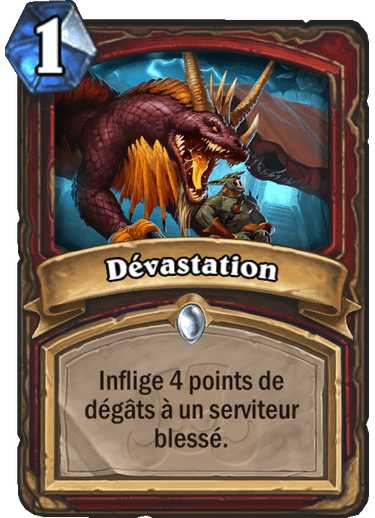 1
Dévastation
Inflige 4 points de
dégâts à un serviteur
blessé.